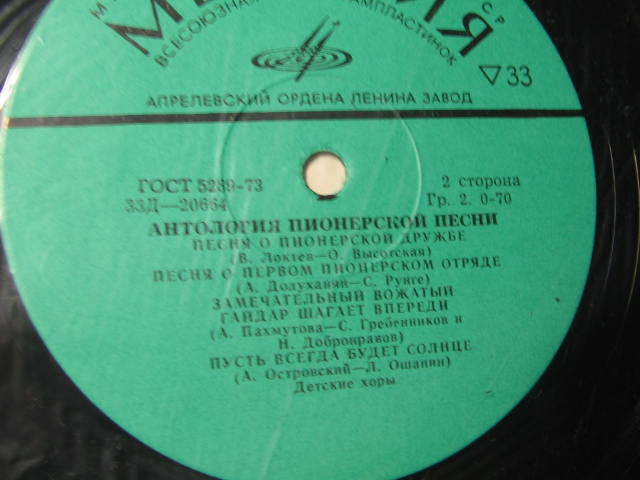 ВСЕСОЮЗНАЯ
АПРЕЛЕВСКИЙ ОРДЕНА ЛЕНИНА ЗАВОД
▽33
ГОСТ 5289-73
2 сторона
33Д—20664
Гр. 2. 0-70
АНТОЛОГИЯ ПИОНЕРСКОЙ ПЕСНИ
ПЕСНЯ О ПИОНЕРСКОЙ ДРУЖБЕ
(В. Локтев—О. Высотская)
ПЕСНЯ О ПЕРВОМ ПИОНЕРСКОМ ОТРЯДЕ
(А. Долуханян—С. Рунге)
ЗАМЕЧАТЕЛЬНЫЙ ВОЖАТЫЙ
ГАЙДАР ШАГАЕТ ВПЕРЕДИ
(А. Пахмутова—С. Гребенников и
Н. Добронравов)
ПУСТЬ ВСЕГДА БУДЕТ СОЛНЦЕ
(А. Островский—Л. Ошанин)
Детские хоры